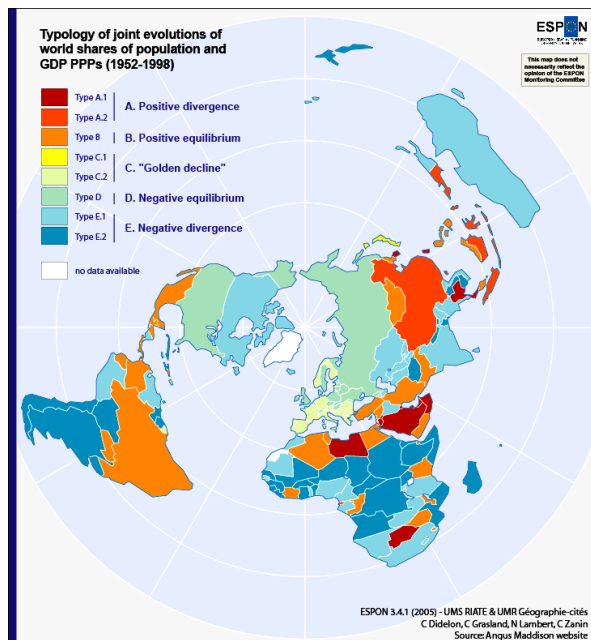 Typology of joint evolutions of
world shares of population and
GDP PPPs (1952-1998)
ESPON
This map does not
necessarily reflect the
opinion of the ESPON
Monitoring Committee
Type A.1
Type A.2
A. Positive divergence
Type B
B. Positive equilibrium
Type C.1
Type C.2
C. "Golden decline"
Type D
D. Negative equilibrium
Type E.1
Type E.2
E. Negative divergence
no data available
ESPON 3.4.1 (2005) - UMS RIATE & UMR Géographie-cités
C Didelon, C Grasland, N Lambert, C Zanin
Source: Angus Maddison website